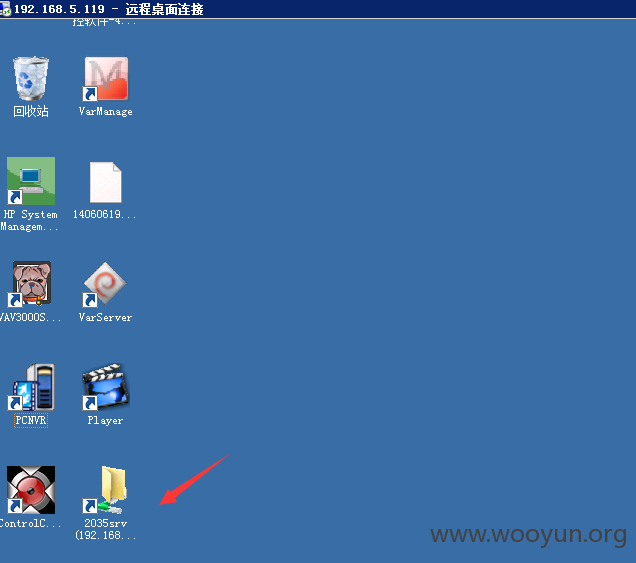 192.168.5.119 - 远程桌面连接
控软件-4...
回收站
VarManage
HP System
Managem...
14060619...
VAV3000S...
VarServer
PCNVR
Player
ControlC...
2035srv
(192.168...
www.wooyun.org